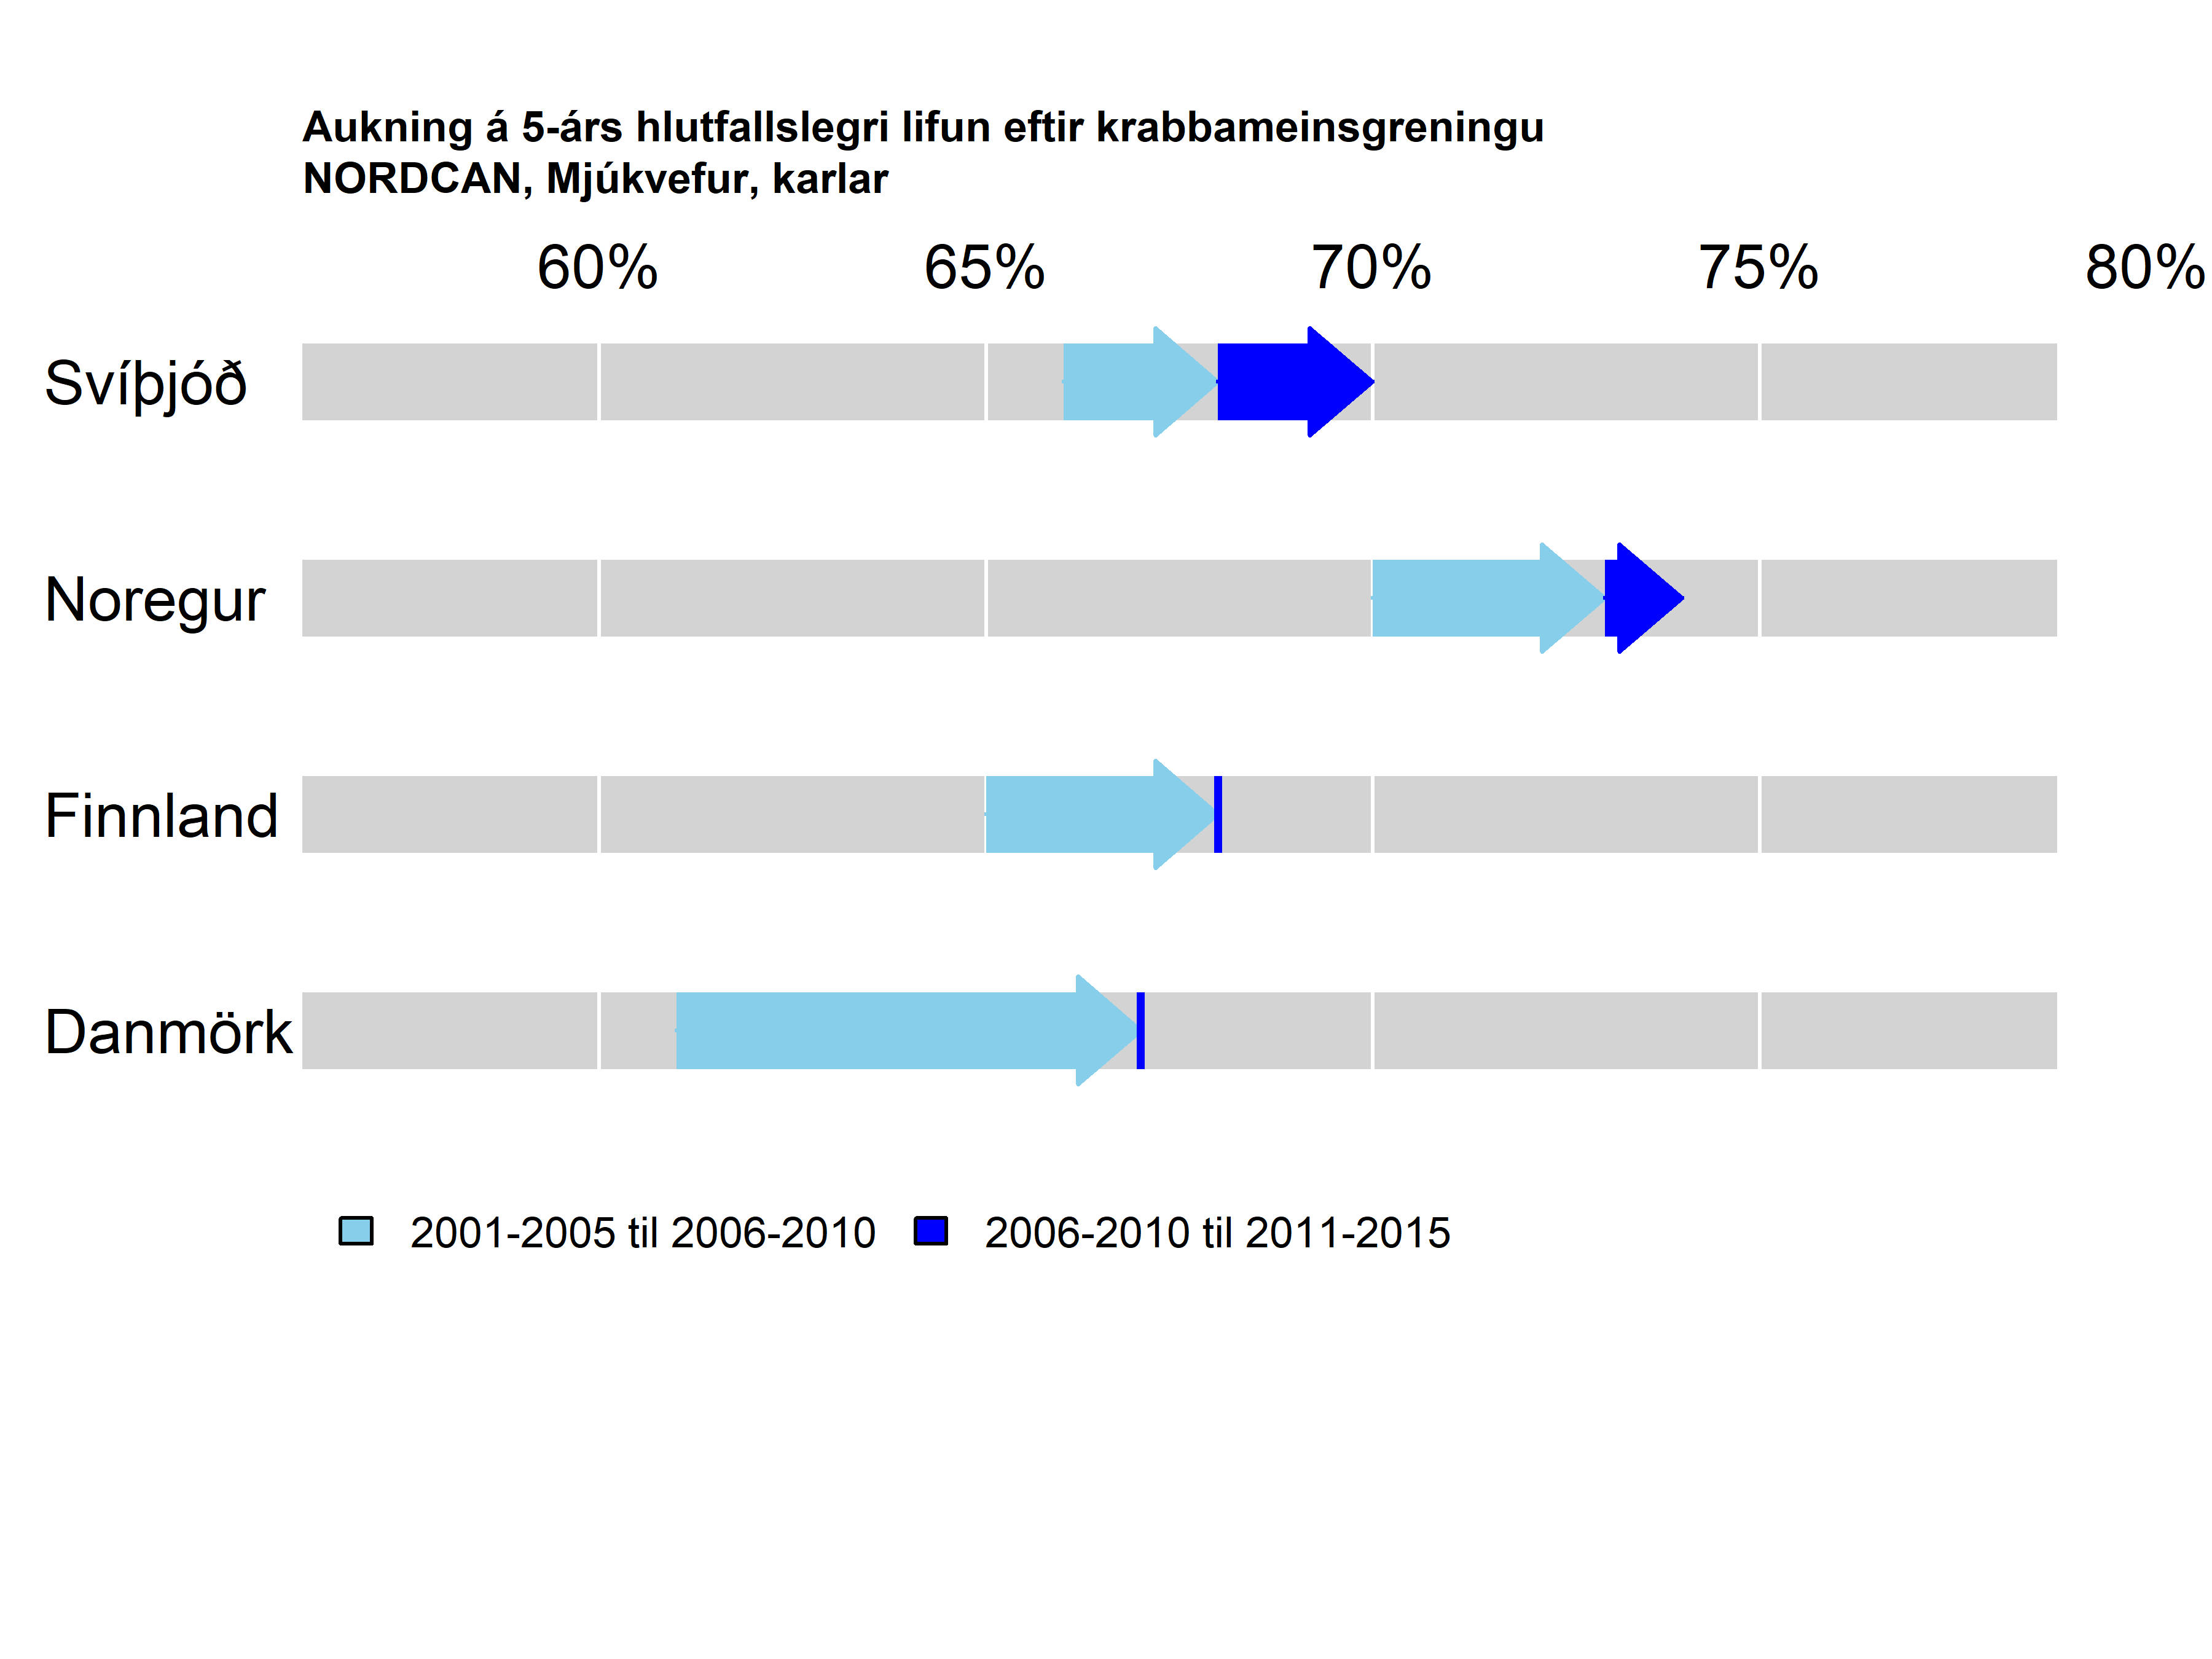 Aukning á 5-árs hlutfallslegri lifun eftir krabbameinsgreningu
NORDCAN, Mjúkvefur, karlar
60% 65% 70% 75% 80%
Svíþjóð
Noregur
Finnland
Danmörk
2001-2005 til 2006-2010 2006-2010 til 2011-2015